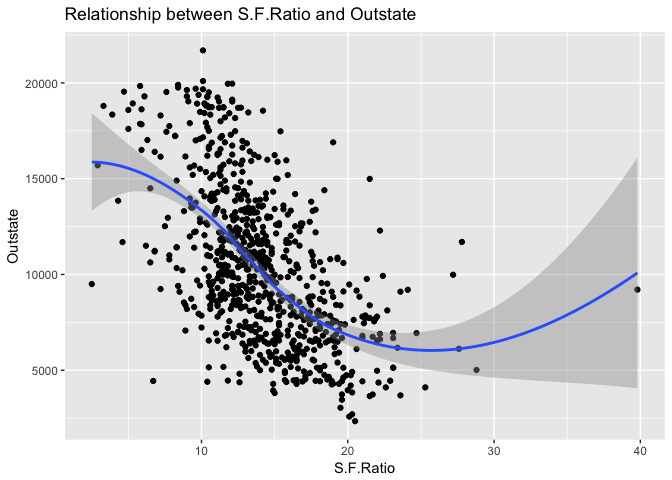 Relationship between S.F.Ratio and Outstate
20000
15000
10000
5000
Outstate
10 20 30 40
S.F.Ratio